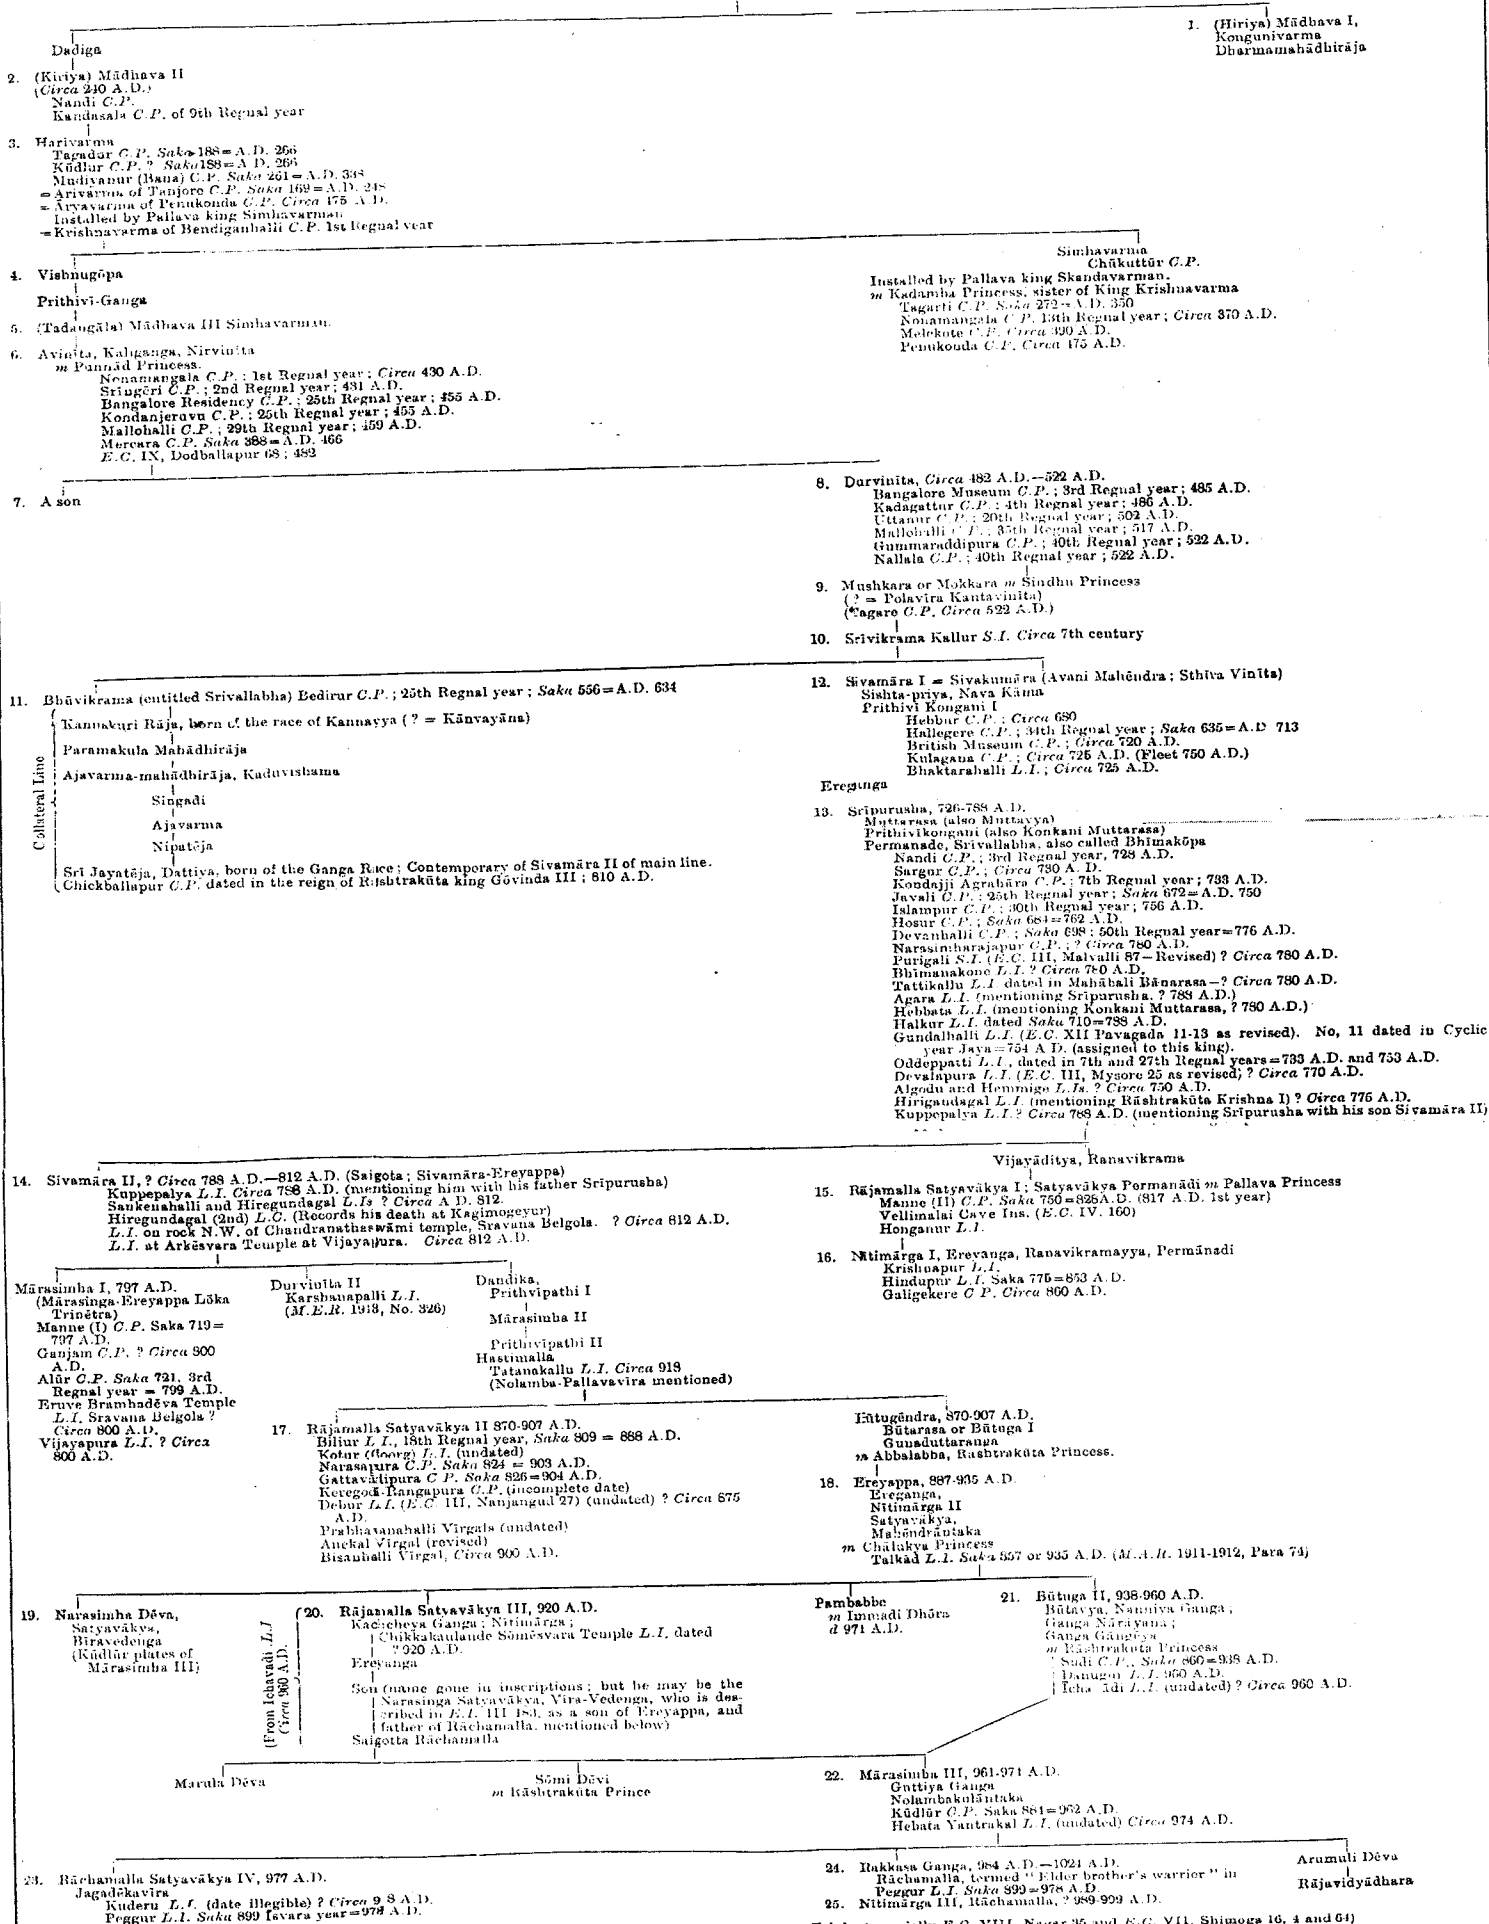 1. (Hiriya) Mādhava I,
Kongunivarma
Dharmamahādhirāja
Dadiga
2. (Kiriya) Mādhava II
(Circa 240 A.D.)
Nandi C.P.
Kandasala C.P. of 9th Regnal year
3. Harivarma
Tagadur C.P. Saka 188=A.D. 266
Kūdlur C.P. ? Saka 188=A.D. 266
Mudiyanur (Bana) C.P. Saka 261=A.D. 338
= Arivarma of Tanjore C.P. Saka 169=A.D. 248
= Āryavarma of Penukonda C.P. Circa 475 A.D.
Installed by Pallava king Simhavarman
=Krishnavarma of Bendiganhalli C.P. 1st Regnal year
4. Vishnugōpa
Prithivī-Ganga
5. (Tadangāla) Mādhava III Simhavarman.
Simhavarma
Chūkuttūr C.P.
Installed by Pallava king Skandavarman.
m Kadamba Princess, sister of King Krishnavarma
Tagarti C.P. Saka 272=A.D. 350
Nonamangala C.P. 13th Regnal year; Circa 370 A.D.
Melekote C.P. Circa 390 A.D.
Penukonda C.P. Circa 475 A.D.
6. Avinīta, Kaliganga, Nirvinīta
m Punnād Princess.
Nonamangala C.P.; 1st Regnal year; Circa 430 A.D.
Sringēri C.P.; 2nd Regnal year; 431 A.D.
Bangalore Residency C.P.; 25th Regnal year; 455 A.D.
Kondanjeruvu C.P.; 25th Regnal year; 455 A.D.
Mallohalli C.P.; 29th Regnal year; 459 A.D.
Mercara C.P. Saka 388=A.D. 466
E.C. IX, Dodballapur 68; 482
7. A son
8. Durvinīta, Circa 482 A.D.—522 A.D.
Bangalore Museum C.P.; 3rd Regnal year; 485 A.D.
Kadagattur C.P.; 4th Regnal year; 486 A.D.
Uttanur C.P.; 20th Regnal year; 502 A.D.
Mallohalli C.P.; 35th Regnal year; 517 A.D.
Gummaraddipura C.P.; 40th Regnal year; 522 A.D.
Nallala C.P.; 40th Regnal year; 522 A.D.
9. Mushkara or Mokkara m Sindhu Princess
(? = Polavīra Kantavinīta)
(Tagare C.P. Circa 522 A.D.)
10. Srīvikrama Kallur S.I. Circa 7th century
11. Bhūvikrama (entitled Srivallabha) Bedirur C.P.; 25th Regnal year; Saka 556=A.D. 634
Collateral Line
Kannakuri Rāja, born of the race of Kannayya (? = Kānvayāna)
Paramakula Mahādhirāja
Ajavarma-mahādhirāja, Kaduvishama
Singadi
Ajavarma
Nipatēja
Sri Jayatēja, Dattiya, born of the Ganga Race; Contemporary of Sivamāra II of main line.
Chickballapur C.P. dated in the reign of Rāshtrakūta king Gōvinda III; 810 A.D.
12. Sivamāra I = Sivakumāra (Avani Mahēndra; Sthīra Vinīta)
Sishta-priya, Nava Kāma
Prithivī Kongani I
Hebbur C.P.; Circa 680
Hallegere C.P.; 34th Regnal year; Saka 635=A.D 713
British Museum C.P.; Circa 720 A.D.
Kulagana C.P.; Circa 725 A.D. (Fleet 750 A.D.)
Bhaktarahalli L.I.; Circa 725 A.D.
Ereganga
13. Srīpurusha, 726-788 A.D.
Muttarasa (also Muttavya)
Prithivīkongani (also Konkani Muttarasa)
Permanade, Srīvallabha, also called Bhīmakōpa
Nandi C.P.; 3rd Regnal year, 728 A.D.
Sargur C.P.; Circa 730 A.D.
Kondajji Agrahāra C.P.; 7th Regnal year; 733 A.D.
Javali C.P.; 25th Regnal year; Saka 672=A.D. 750
Islampur C.P.; 30th Regnal year; 756 A.D.
Hosur C.P.; Saka 684=762 A.D.
Devanhalli C.P.; Saka 698; 50th Regnal year=776 A.D.
Narasimharajapur C.P.; ? Circa 780 A.D.
Purigali S.I. (E.C. III, Malvalli 87—Revised) ? Circa 780 A.D.
Bhīmanakone L.I. ? Circa 780 A.D.
Tattikallu L.I. dated in Mahābali Bānarasa—? Circa 780 A.D.
Agara L.I. (mentioning Srīpurusha, ? 788 A.D.)
Hebbata L.I. (mentioning Konkani Muttarasa, ? 780 A.D.)
Halkur L.I. dated Saka 710=788 A.D.
Gundalhalli L.I. (E.C. XII Pavagada 11-13 as revised). No, 11 dated in Cyclic
year Jaya=754 A.D. (assigned to this king).
Oddeppatti L.I., dated in 7th and 27th Regnal years=733 A.D. and 753 A.D.
Devalapura L.I. (E.C. III, Mysore 25 as revised) ? Circa 770 A.D.
Algodu and Hemmige L.Is. ? Circa 750 A.D.
Hirigundagal L.I. (mentioning Rāshtrakūta Krishna I) ? Circa 775 A.D.
Kuppepalya L.I. ? Circa 788 A.D. (mentioning Srīpurusha with his son Sivamāra II)
14. Sivamāra II, ? Circa 788 A.D.—812 A.D. (Saigota; Sivamāra-Ereyappa)
Kuppepalya L.I. Circa 788 A.D. (mentioning him with his father Srīpurusha)
Sankenahalli and Hiregundagal L.Is ? Circa A.D. 812.
Hiregundagal (2nd) L.C. (Records his death at Kagimogeyur)
L.I. on rock N.W. of Chandranathaswāmi temple, Sravana Belgola. ? Circa 812 A.D.
L.I. at Arkēsvara Temple at Vijayapura. Circa 812 A.D.
Vijayāditya, Ranavikrama
15. Rājamalla Satyavākya I; Satyavākya Permanādi m Pallava Princess
Manne (II) C.P. Saka 750=828A.D. (817 A.D. 1st year)
Vellimalai Cave Ins. (E.C. IV. 160)
Honganur L.I.
16. Nītimārga I, Erevanga, Ranavikramayya, Permānadi
Krishnapur L.I.
Hindupur L.I. Saka 775=853 A.D.
Galigekere C P. Circa 860 A.D.
Mārasimha I, 797 A.D.
(Mārasinga-Ereyappa Lōka
Trinētra)
Manne (I) C.P. Saka 719=
797 A.D.
Ganjam C.P. ? Circa 800
A.D.
Alūr C.P. Saka 721, 3rd
Regnal year = 799 A.D.
Eruve Bramhadēva Temple
L.I. Sravana Belgola ?
Circa 800 A.D.
Vijayapura L.I. ? Circa
800 A.D.
Durvinīta II
Karshanapalli L.I.
(M.E.R. 1913, No. 326)
Dandika,
Prithvipathi I
Mārasimha II
Prithivīpathi II
Hastimalla
Tatanakallu L.I. Circa 918
(Nolamba-Pallavavira mentioned)
17. Rājamalla Satyavākya II 870-907 A.D.
Biliur L I., 18th Regnal year, Saka 809 = 888 A.D.
Kotur (Coorg) L.I. (undated)
Narasapura C.P. Saka 824 = 903 A.D.
Gattavādipura C P. Saka 826=904 A.D.
Keregodi-Rangapura C.P. (incomplete date)
Debur L.I. (E.C. III, Nanjangud 27) (undated) ? Circa 875
A.D.
Prabhasanahalli Virgals (undated)
Anekal Virgal (revised)
Bisanhalli Virgal, Circa 900 A.D.
Būtugēndra, 870-907 A.D.
Būtarasa or Būtuga I
Gunaduttaranga
m Abbalabba, Rashtrakūta Princess.
18. Ereyappa, 887-935 A.D.
Ereganga,
Nītimārga II
Satyavākya,
Mahēndrāntaka
m Chālukya Princess
Talkād L.I. Saka 857 or 935 A.D. (M.A.R. 1911-1912, Para 74)
19. Narasimha Dēva,
Satyavākya,
Biravedenga
(Kūdlūr plates of
Mārasimha III)
(From Ichavadi L.I
Circa 960 A.D.)
20. Rājamalla Satyavākya III, 920 A.D.
Kachcheya Ganga; Nītimārga;
Chikkakaulande Sōmēsvara Temple L.I. dated
? 920 A.D.
Ereyanga
Son (name gone in inscriptions; but he may be the
Narasinga Satyavākya, Vira-Vedenga, who is des-
cribed in E.I. III 183, as a son of Ereyappa, and
father of Rāchamalla, mentioned below)
Saigotta Rāchamalla
Pambabbe
m Immadi Dhōra
d 971 A.D.
21. Būtuga II, 938-960 A.D.
Būtayya, Nanniya Ganga;
Ganga Nārāyana;
Ganga Gāngēya
m Rāshtrakūta Princess
Sudi C.P., Saka 860=938 A.D.
L.I. 960 A.D.
L.I. (undated) ? Circa 960 A.D.
Marula Dēva
Sōmi Dēvi
m Rāshtrakūta Prince
22. Mārasimha III, 961-974 A.D.
Guttiya Ganga
Nolambakulāntaka
Kūdlūr C.P. Saka 884=962 A.D.
Hebata Yantrakal L.I. (undated) Circa 974 A.D.
23. Rāchamalla Satyavākya IV, 977 A.D.
Jagadēkavīra
Kuderu L.I. (date illegible) ? Circa 9 8 A.D.
Peggur L.I. Saka 899 Isvara year=978 A.D.
24. Rakkasa Ganga, 984 A.D.—1024 A.D.
Rāchamalla, termed "Elder brother's warrior" in
Peggur L.I. Saka 899=978 A.D.
25. Nītimārga III, Rāchamalla, ? 989-999 A.D.
Arumuli Dēva
Rājavidyādhara
E.C. VIII, Nagar 35 and E.C. VII, Shimoga 16, 4 and 64)